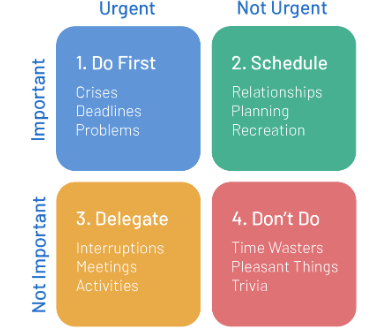 Urgent
Not Urgent
Important
1. Do First
Crises
Deadlines
Problems
2. Schedule
Relationships
Planning
Recreation
Not Important
3. Delegate
Interruptions
Meetings
Activities
4. Don't Do
Time Wasters
Pleasant Things
Trivia